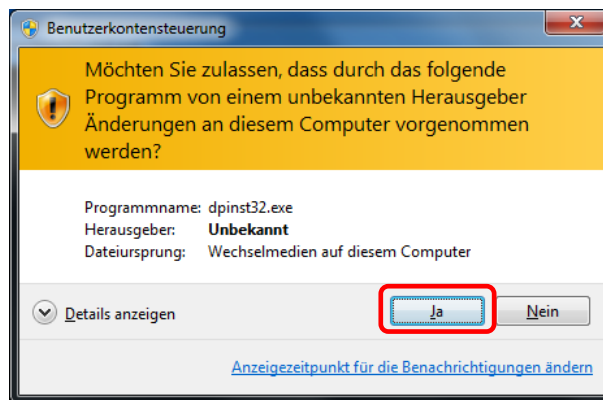 Benutzerkontensteuerung
Möchten Sie zulassen, dass durch das folgende
Programm von einem unbekannten Herausgeber
Änderungen an diesem Computer vorgenommen
werden?
Programmname: dpinst32.exe
Herausgeber: Unbekannt
Dateiursprung: Wechselmedien auf diesem Computer
Details anzeigen
Ja
Nein
Anzeigezeitpunkt für die Benachrichtigungen ändern